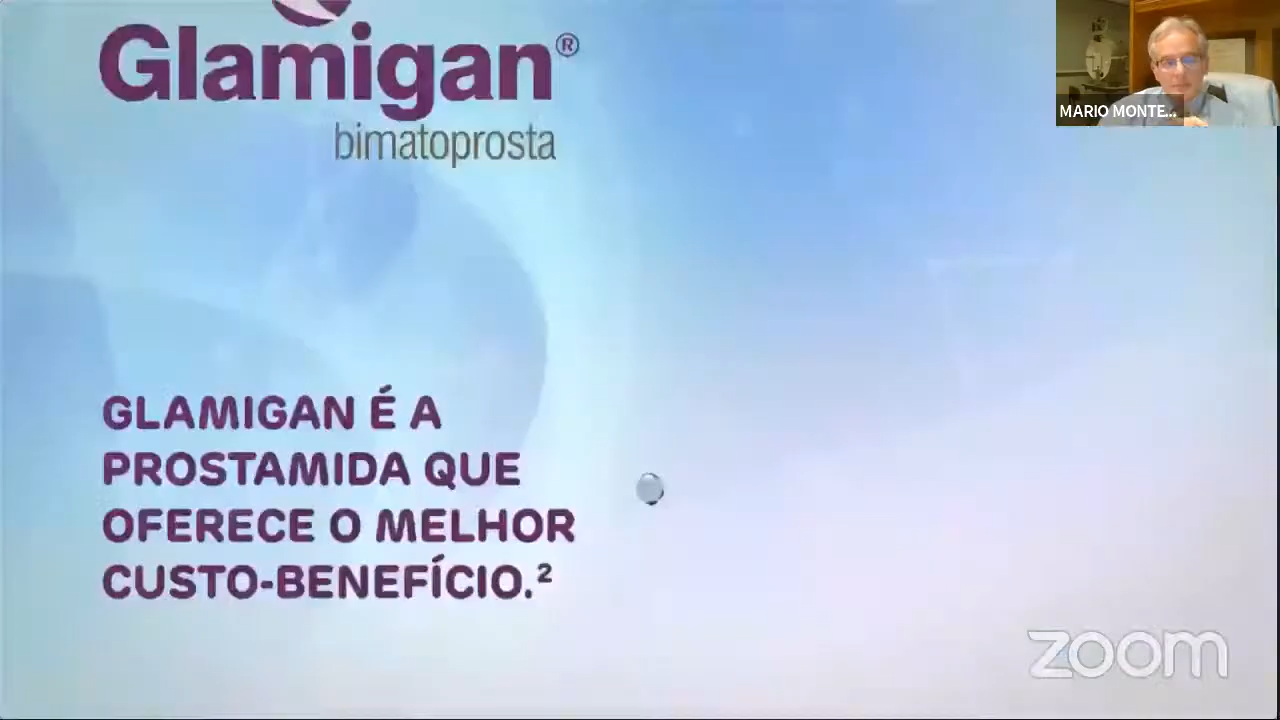 Glamigan®
bimatoprosta
MARIO MONTE...
GLAMIGAN É A
PROSTAMIDA QUE
OFERECE O MELHOR
CUSTO-BENEFÍCIO.²
zoom